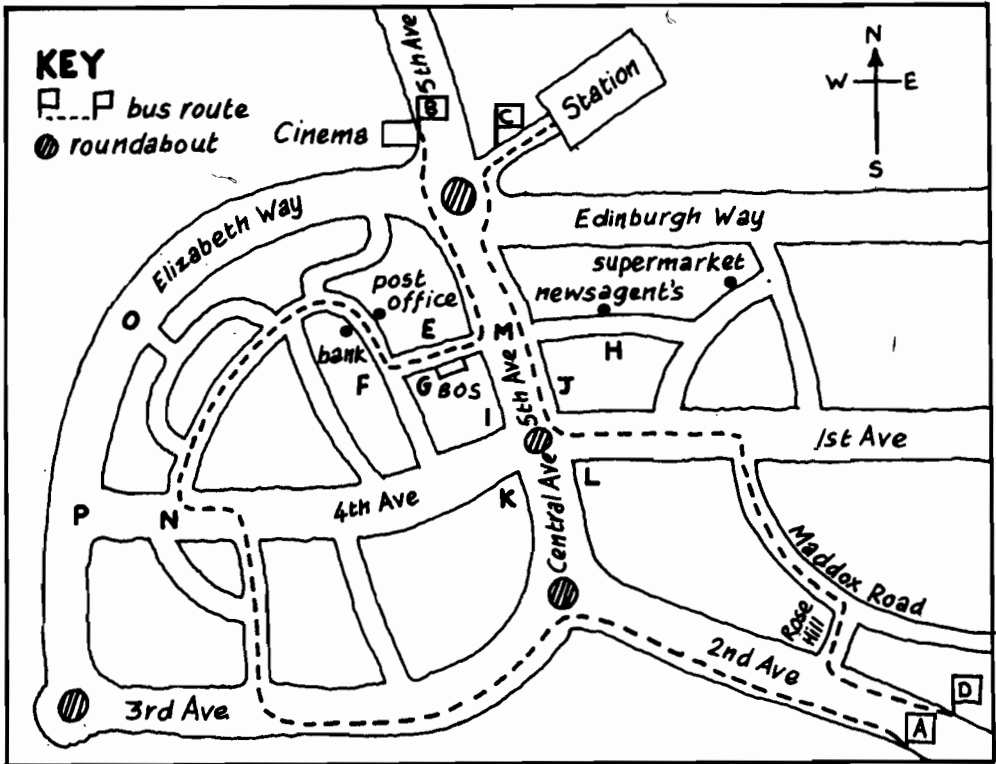 KEY
bus route
roundabout
N
W
E
S
5th Ave
B
C
Station
Cinema
Elizabeth Way
Edinburgh Way
supermarket
newsagent's
post
office
bank
O
E
M
H
F
G
BOS
I
5th Ave
J
1st Ave
P
N
4th Ave
K
L
Central Ave
Maddox Road
Rose
Hill
2nd Ave
3rd Ave
D
A